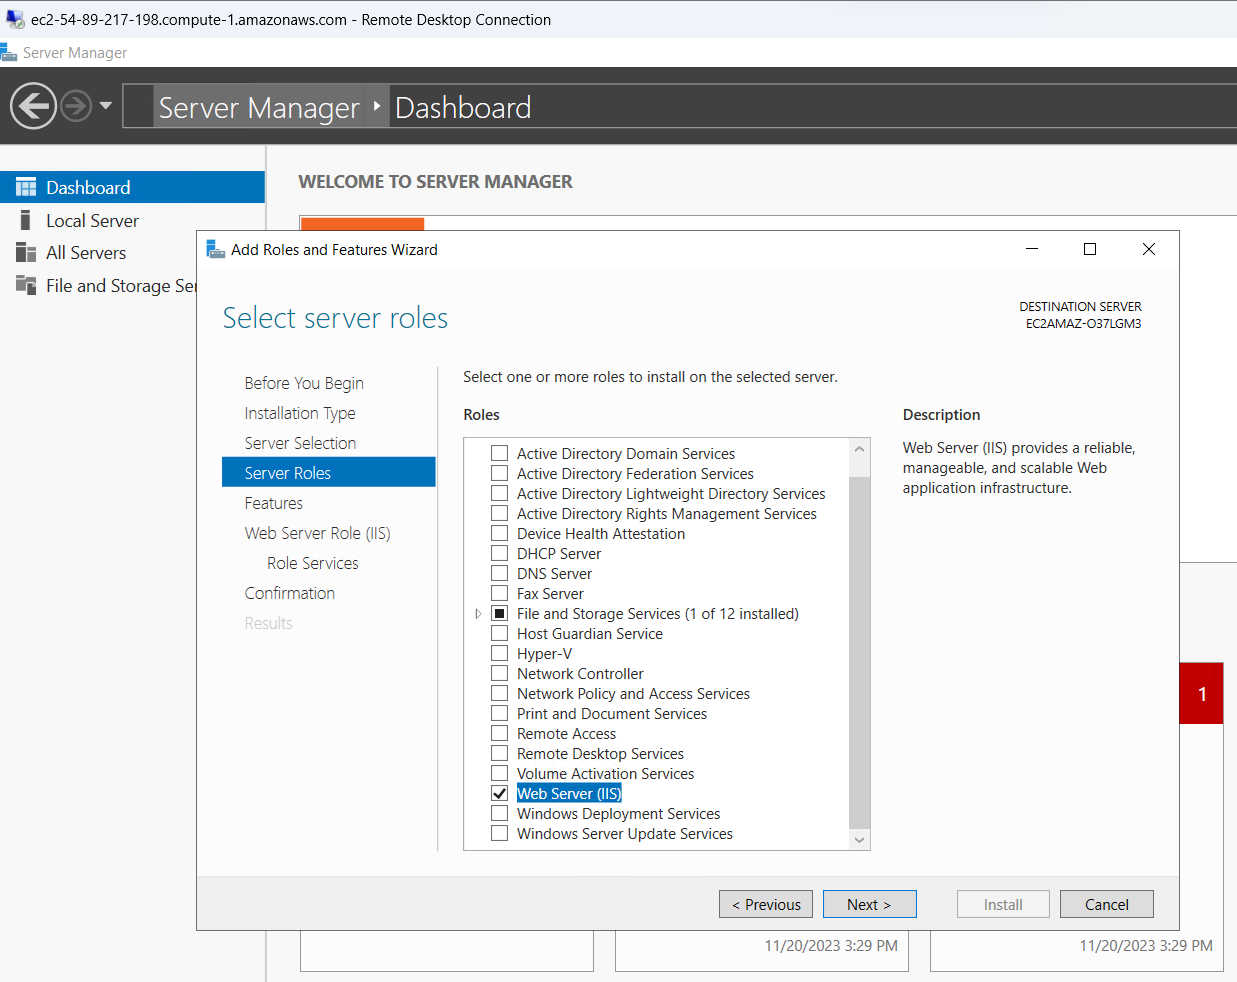 ec2-54-89-217-198.compute-1.amazonaws.com - Remote Desktop Connection
Server Manager
Server Manager Dashboard
Dashboard
Local Server
All Servers
File and Storage Ser
WELCOME TO SERVER MANAGER
Add Roles and Features Wizard
Select server roles
DESTINATION SERVER
EC2AMAZ-O37LGM3
Before You Begin
Installation Type
Server Selection
Server Roles
Features
Web Server Role (IIS)
Role Services
Confirmation
Results
Select one or more roles to install on the selected server.
Roles
Active Directory Domain Services
Active Directory Federation Services
Active Directory Lightweight Directory Services
Active Directory Rights Management Services
Device Health Attestation
DHCP Server
DNS Server
Fax Server
File and Storage Services (1 of 12 installed)
Host Guardian Service
Hyper-V
Network Controller
Network Policy and Access Services
Print and Document Services
Remote Access
Remote Desktop Services
Volume Activation Services
Web Server (IIS)
Windows Deployment Services
Windows Server Update Services
Description
Web Server (IIS) provides a reliable,
manageable, and scalable Web
application infrastructure.
1
< Previous
Next >
Install
Cancel
11/20/2023 3:29 PM
11/20/2023 3:29 PM